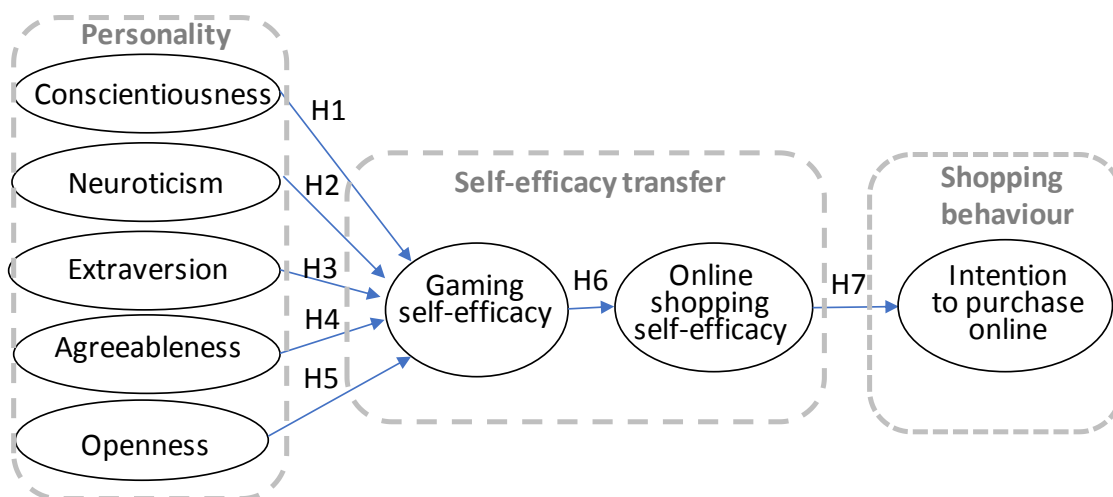 Personality
Conscientiousness
Neuroticism
Extraversion
Agreeableness
Openness
H1
H2
H3
H4
H5
Self-efficacy transfer
Gaming
self-efficacy
H6
Online
shopping
self-efficacy
H7
Shopping
behaviour
Intention
to purchase
online